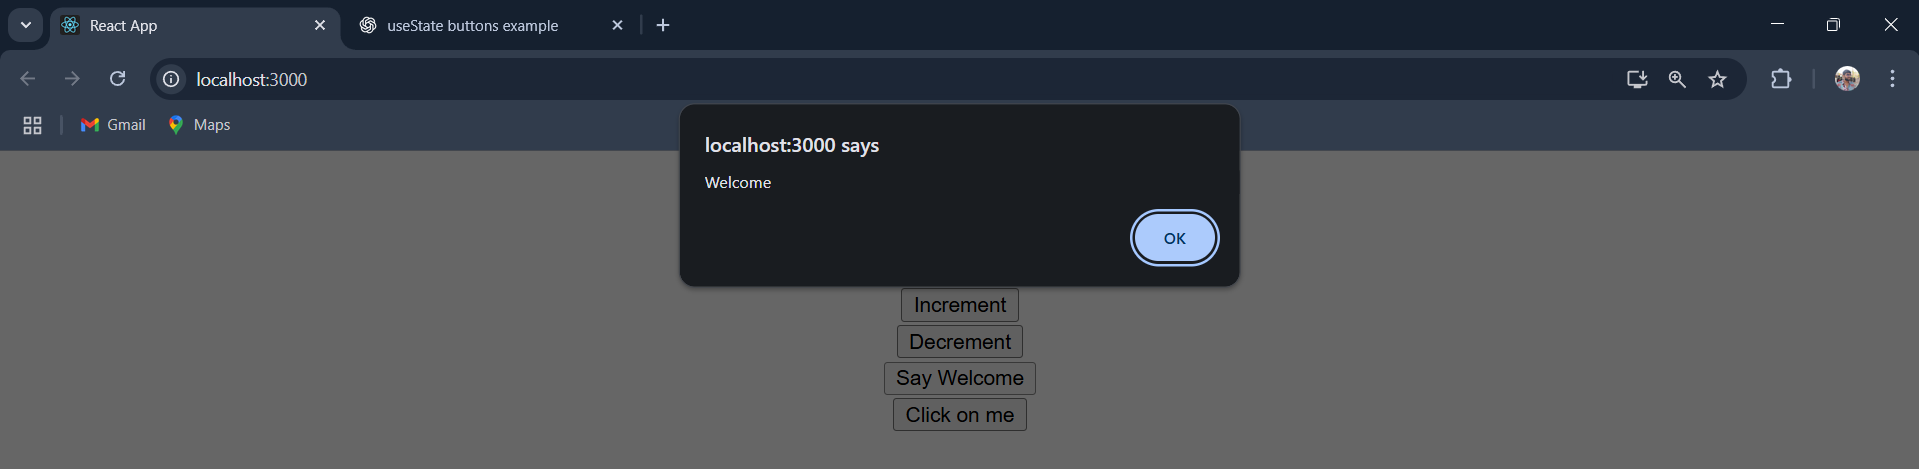 React App
useState buttons example
localhost:3000
Gmail
Maps
localhost:3000 says
Welcome
OK
Increment
Decrement
Say Welcome
Click on me